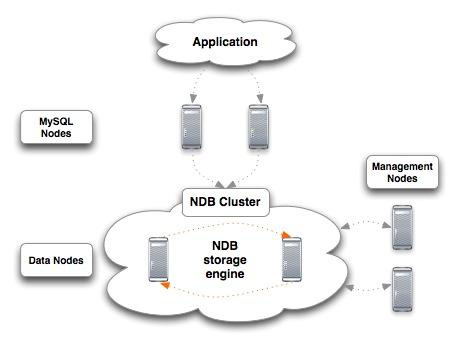 Application
MySQL
Nodes
Management
Nodes
NDB Cluster
Data Nodes
NDB
storage
engine